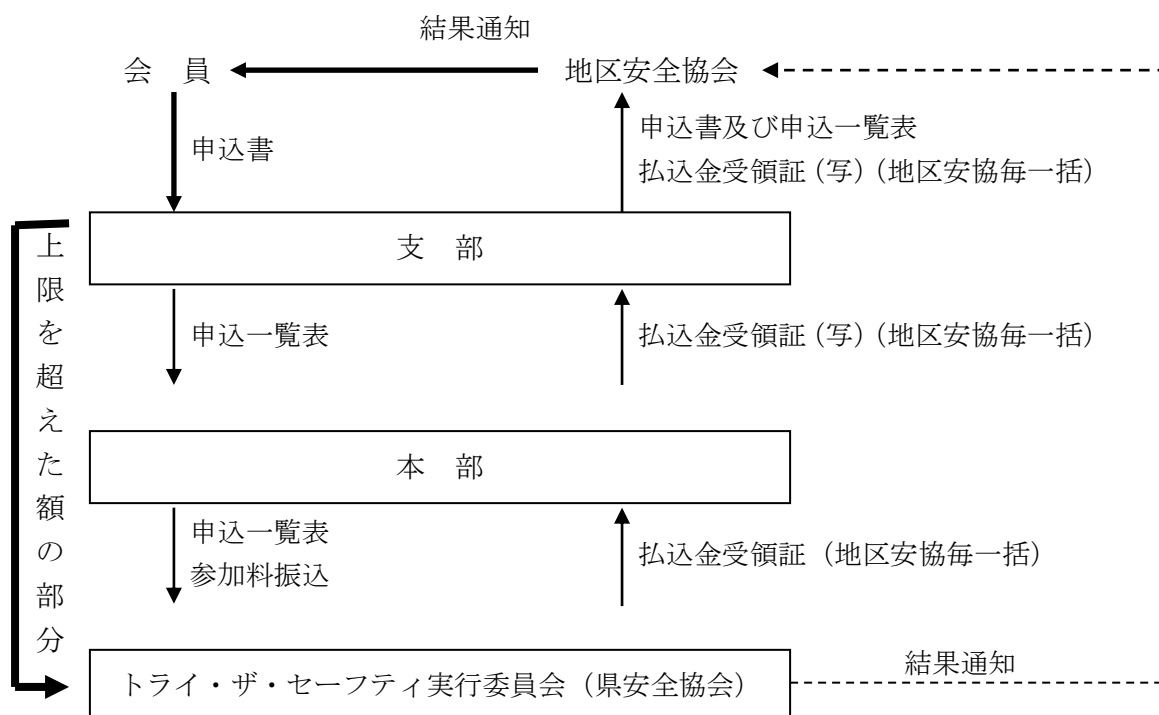 結果通知
会 員
地区安全協会
申込書
申込書及び申込一覧表
払込金受領証(写)(地区安協毎一括)
支 部
上限を超えた額の部分
申込一覧表
払込金受領証(写)(地区安協毎一括)
本 部
申込一覧表
参加料振込
払込金受領証(地区安協毎一括)
トライ・ザ・セーフティ実行委員会(県安全協会)
結果通知